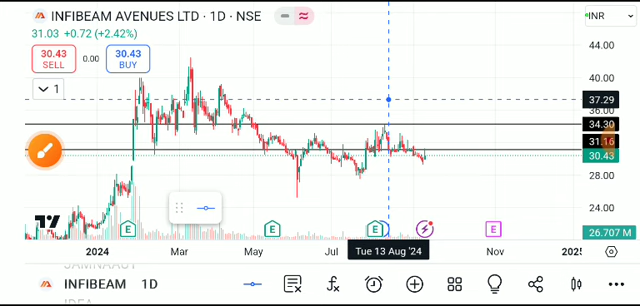 INFIBEAM AVENUES LTD · 1D · NSE
INR
31.03 +0.72 (+2.42%)
30.43
SELL
0.00
30.43
BUY
1
44.00
40.00
37.29
36.00
34.30
31.16
30.43
28.00
24.00
26.707 M
E
E
E
E
2024
Mar
May
Jul
Tue 13 Aug '24
Nov
2025
INFIBEAM 1D